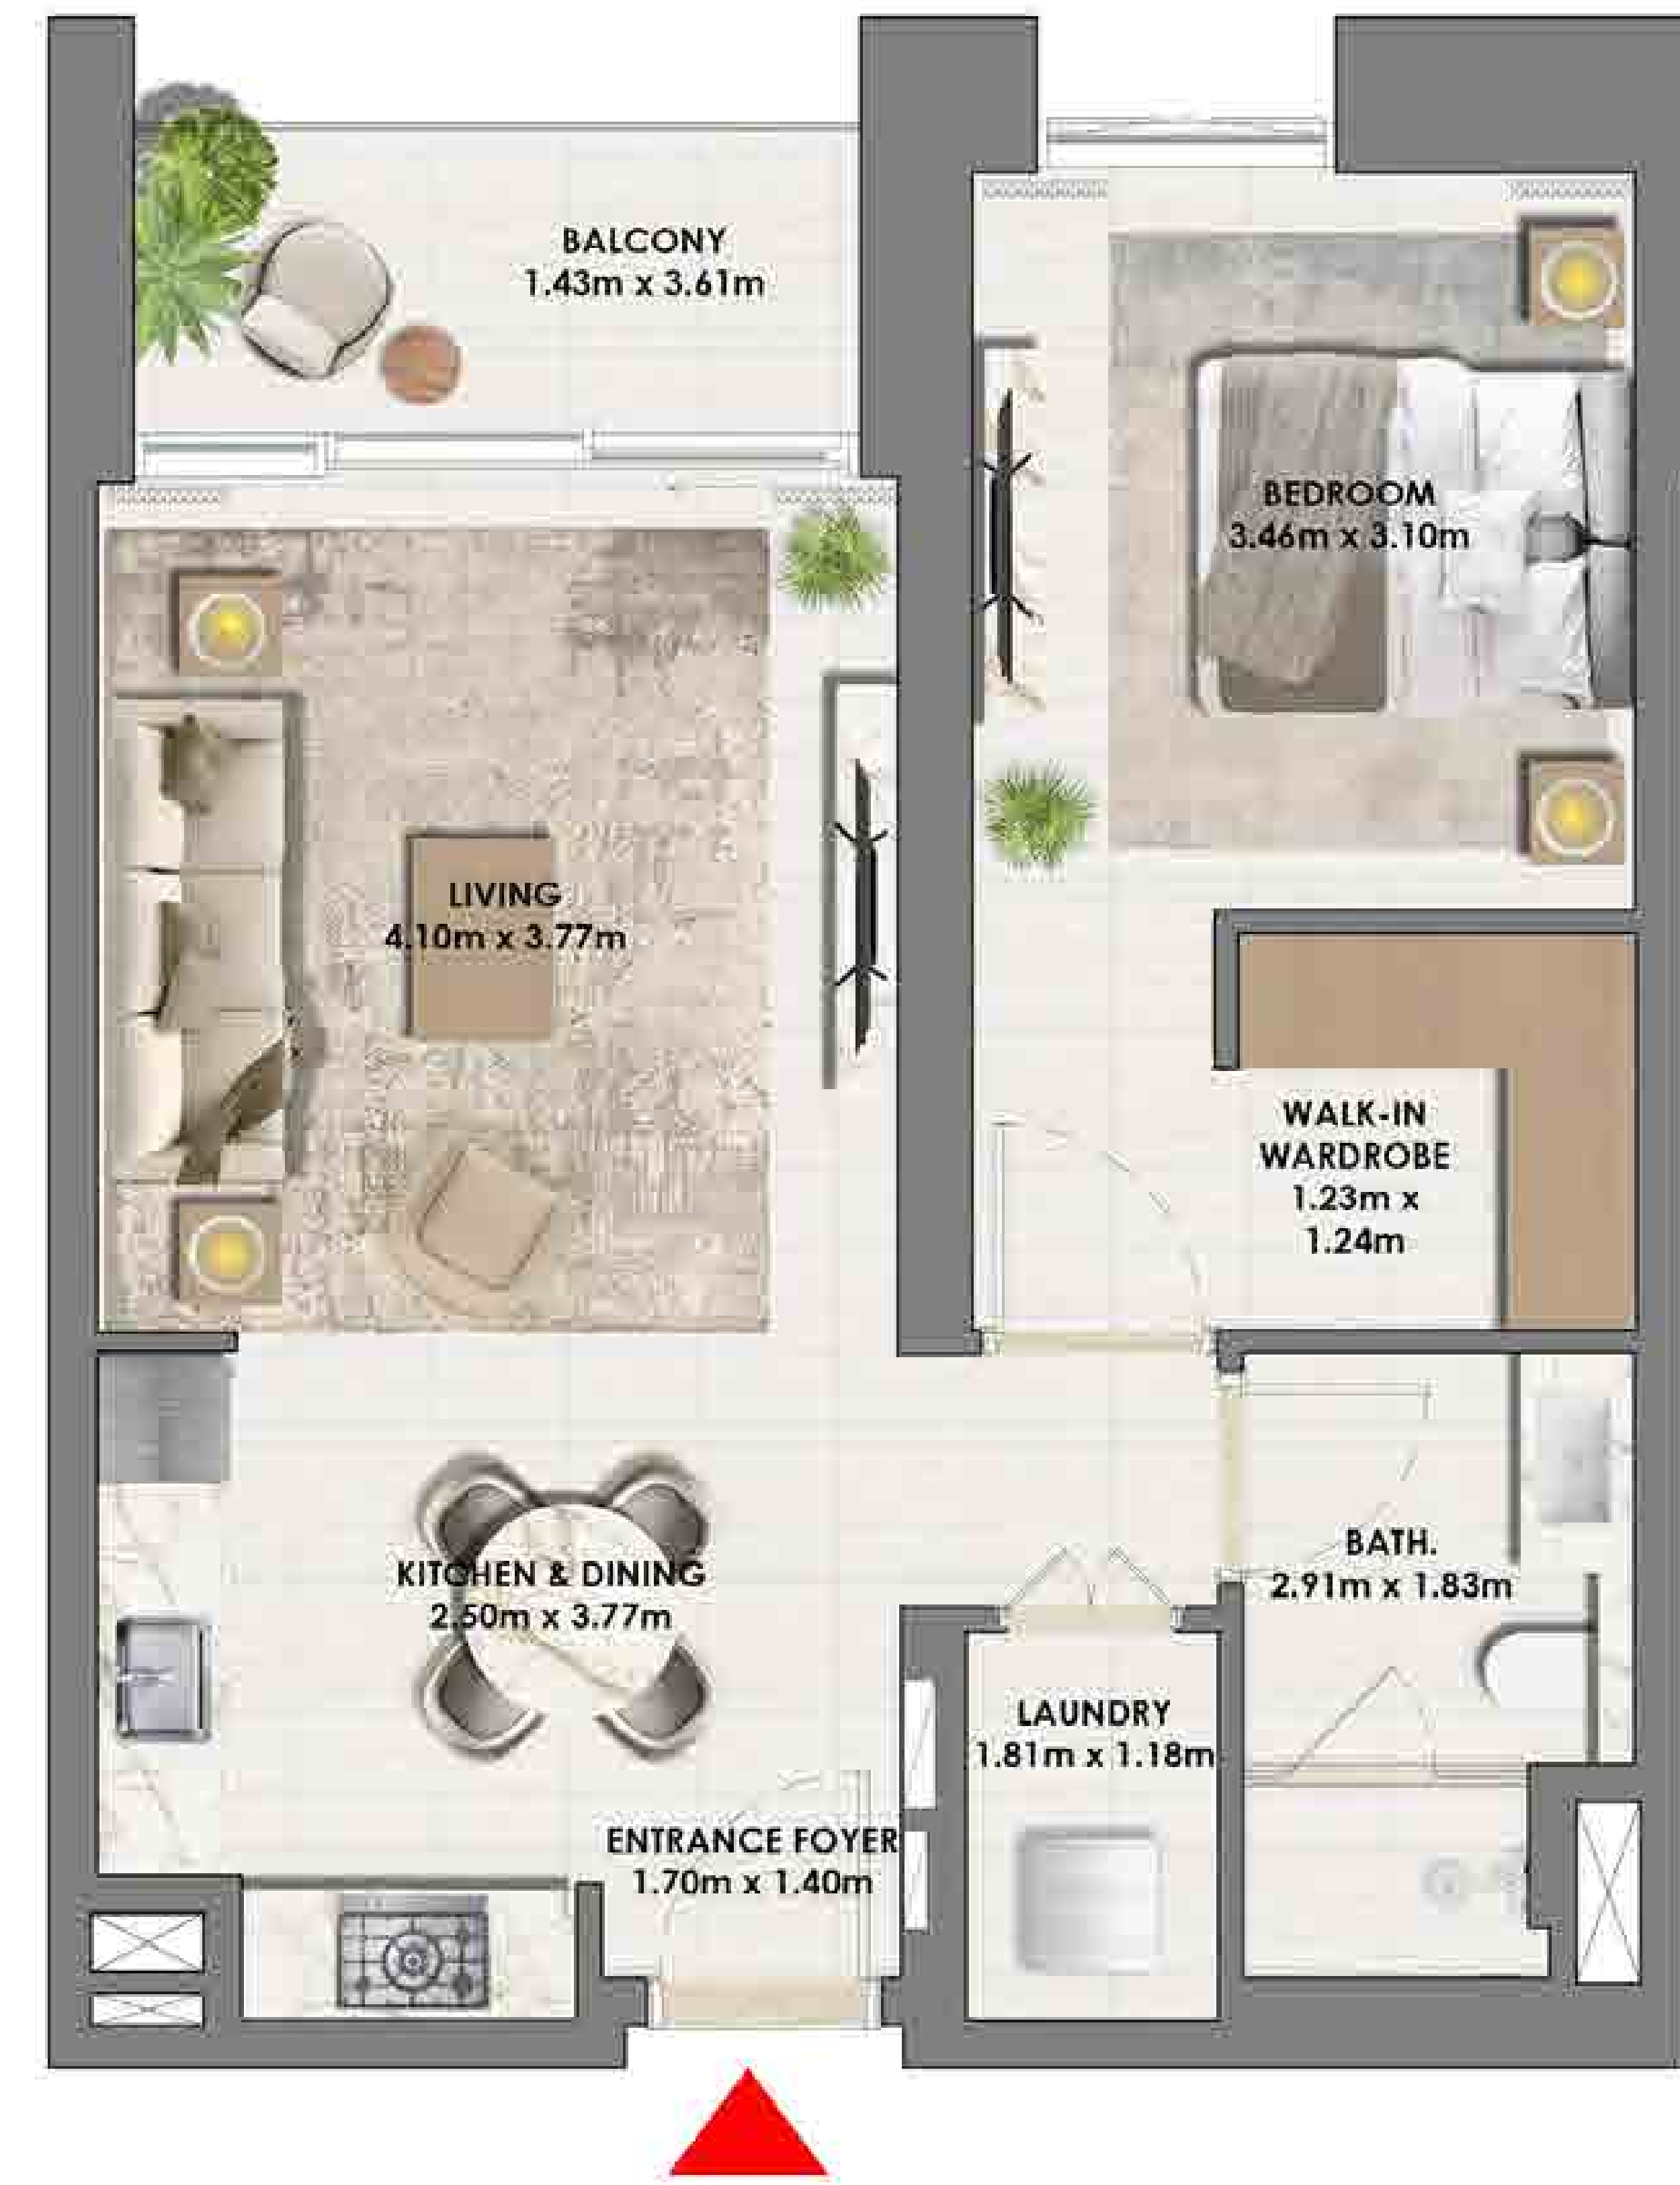 BALCONY
1.43m x 3.61m
BEDROOM
3.46m x 3.10m
LIVING
4.10m x 3.77m
WALK-IN
WARDROBE
1.23m x
1.24m
KITCHEN & DINING
2.50m x 3.77m
BATH.
2.91m x 1.83m
LAUNDRY
1.81m x 1.18m
ENTRANCE FOYER
1.70m x 1.40m